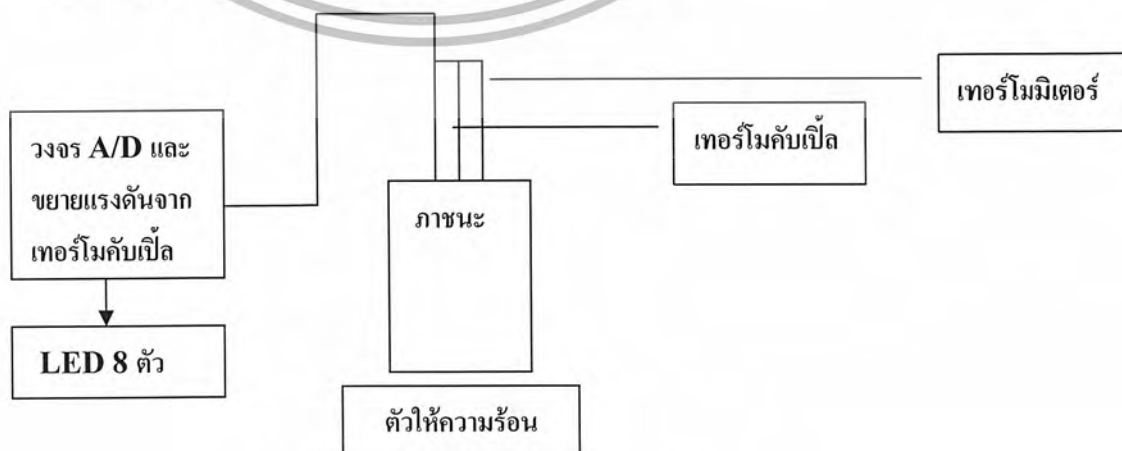 เทอร์โมมิเตอร์
วงจร A/D และ
ขยายแรงดันจาก
เทอร์โมคับเปิ้ล
เทอร์โมคับเปิ้ล
ภาชนะ
LED 8 ตัว
ตัวให้ความร้อน